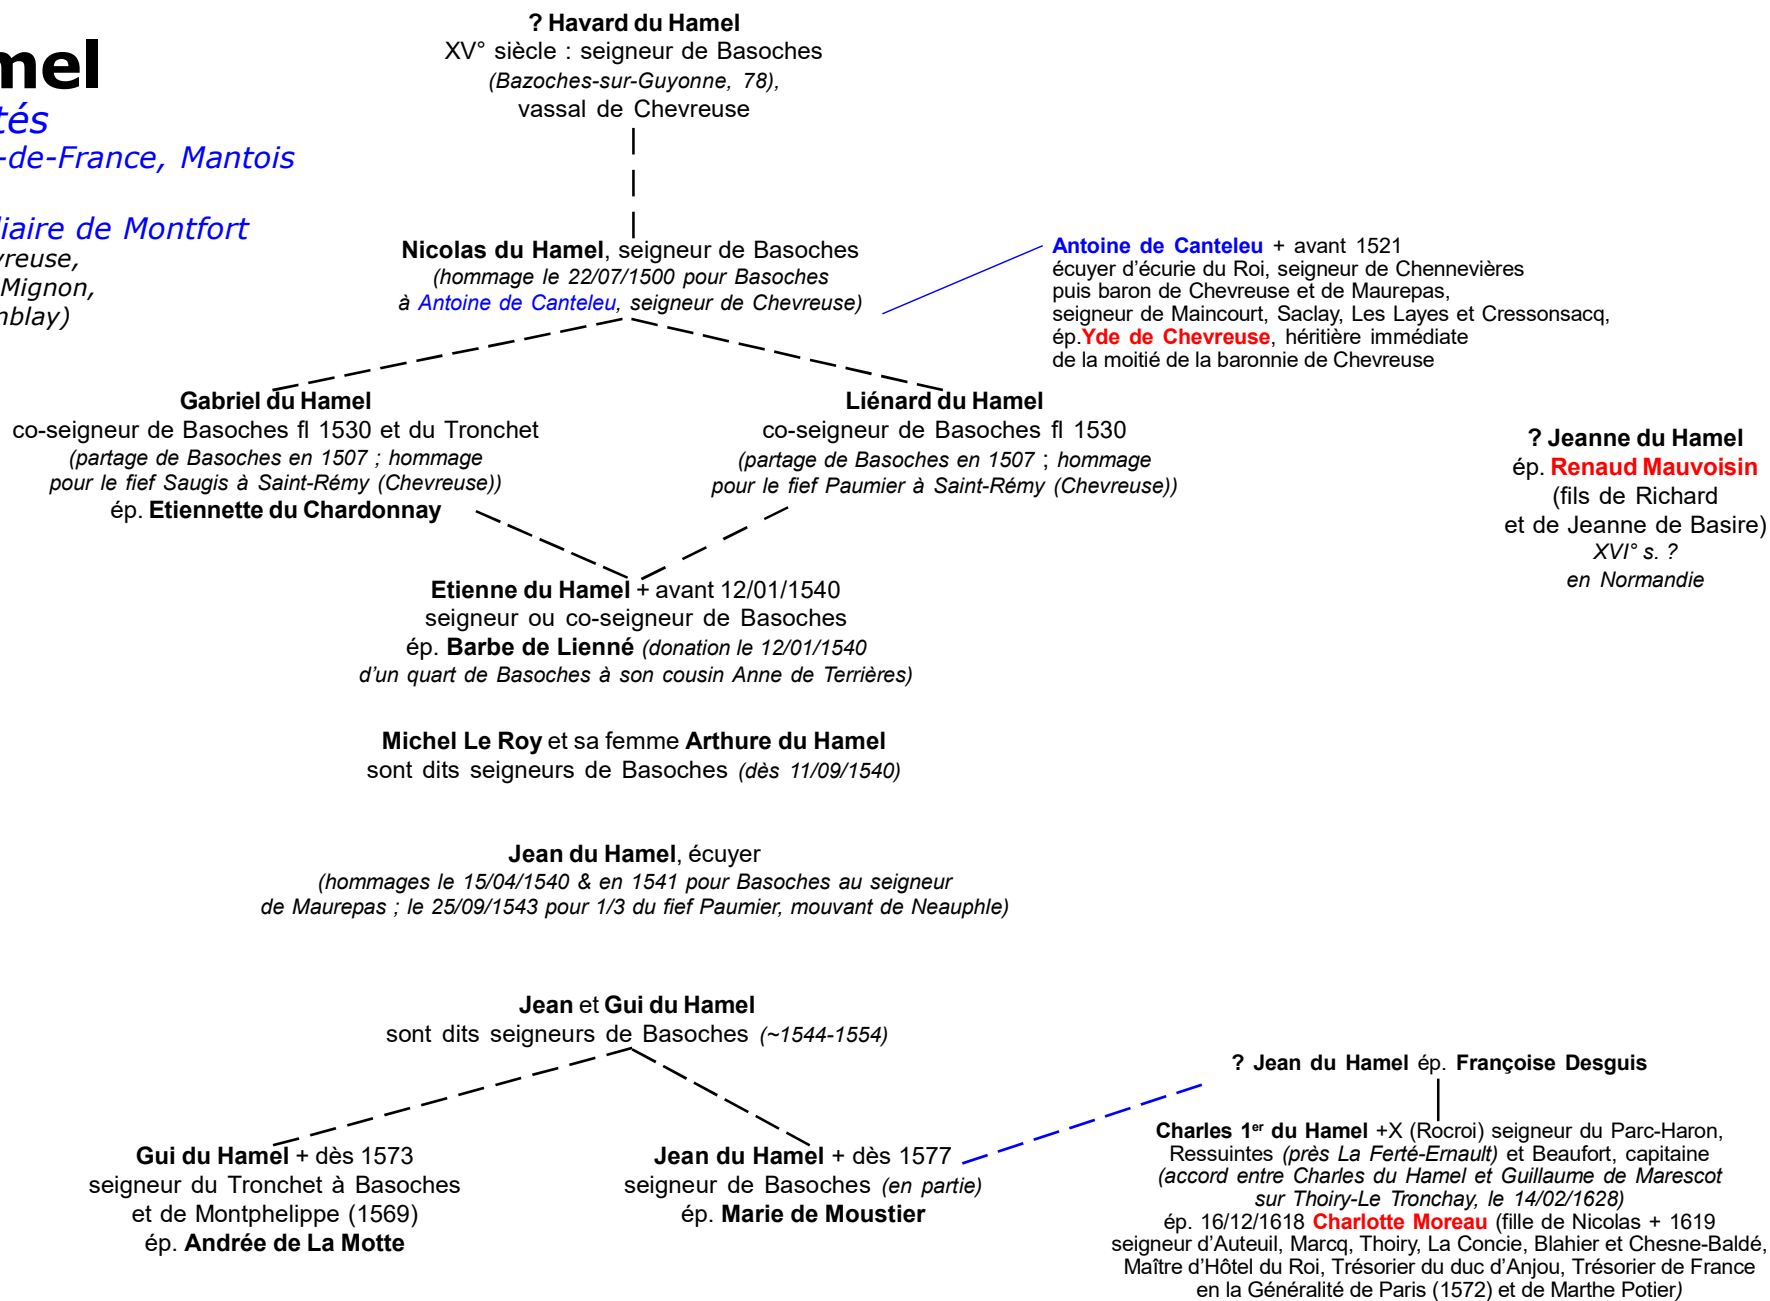 ? Havard du Hamel
XV° siècle : seigneur de Basoches
(Bazoches-sur-Guyonne, 78),
vassal de Chevreuse
mel
tés
-de-France, Mantois
liaire de Montfort
vreuse,
Mignon,
nblay)
Nicolas du Hamel, seigneur de Basoches
(hommage le 22/07/1500 pour Basoches
à Antoine de Canteleu, seigneur de Chevreuse)
Antoine de Canteleu + avant 1521
écuyer d'écurie du Roi, seigneur de Chennevières
puis baron de Chevreuse et de Maurepas,
seigneur de Maincourt, Saclay, Les Layes et Cressonsacq,
ép.Yde de Chevreuse, héritière immédiate
de la moitié de la baronnie de Chevreuse
Gabriel du Hamel
co-seigneur de Basoches fl 1530 et du Tronchet
(partage de Basoches en 1507 ; hommage
pour le fief Saugis à Saint-Rémy (Chevreuse))
ép. Etiennette du Chardonnay
Liénard du Hamel
co-seigneur de Basoches fl 1530
(partage de Basoches en 1507 ; hommage
pour le fief Paumier à Saint-Rémy (Chevreuse))
? Jeanne du Hamel
ép. Renaud Mauvoisin
(fils de Richard
et de Jeanne de Basire)
XVI° s. ?
en Normandie
Etienne du Hamel + avant 12/01/1540
seigneur ou co-seigneur de Basoches
ép. Barbe de Lienné (donation le 12/01/1540
d'un quart de Basoches à son cousin Anne de Terrières)
Michel Le Roy et sa femme Arthure du Hamel
sont dits seigneurs de Basoches (dès 11/09/1540)
Jean du Hamel, écuyer
(hommages le 15/04/1540 & en 1541 pour Basoches au seigneur
de Maurepas ; le 25/09/1543 pour 1/3 du fief Paumier, mouvant de Neauphle)
Jean et Gui du Hamel
sont dits seigneurs de Basoches (~1544-1554)
Gui du Hamel + dès 1573
seigneur du Tronchet à Basoches
et de Montphelippe (1569)
ép. Andrée de La Motte
Jean du Hamel + dès 1577
seigneur de Basoches (en partie)
ép. Marie de Moustier
? Jean du Hamel ép. Françoise Desguis
Charles 1er du Hamel +X (Rocroi) seigneur du Parc-Haron,
Ressuintes (près La Ferté-Ernault) et Beaufort, capitaine
(accord entre Charles du Hamel et Guillaume de Marescot
sur Thoiry-Le Tronchay, le 14/02/1628)
ép. 16/12/1618 Charlotte Moreau (fille de Nicolas + 1619
seigneur d'Auteuil, Marcq, Thoiry, La Concie, Blahier et Chesne-Baldé,
Maître d'Hôtel du Roi, Trésorier du duc d'Anjou, Trésorier de France
en la Généralité de Paris (1572) et de Marthe Potier)